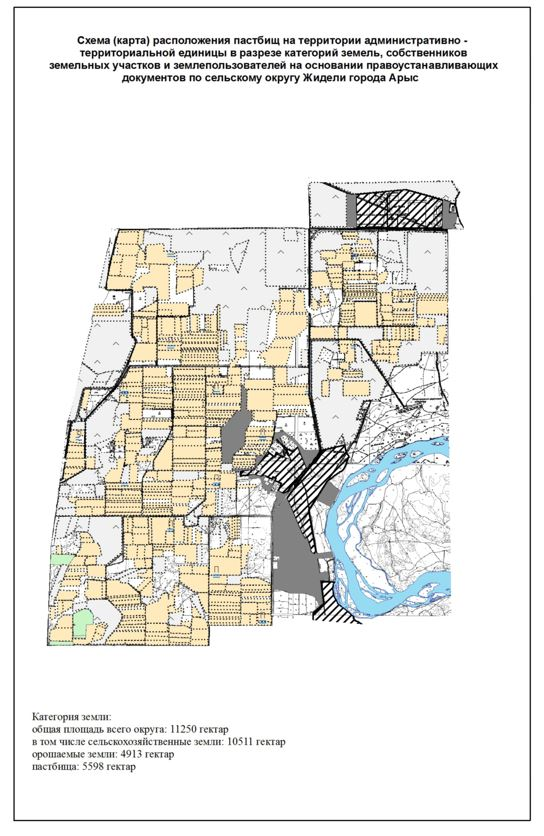 Схема (карта) расположения пастбищ на территории административно -
территориальной единицы в разрезе категорий земель, собственников
земельных участков и землепользователей на основании правоустанавливающих
документов по сельскому округу Жидели города Арыс
Категория земли:
общая площадь всего округа: 11250 гектар
в том числе сельскохозяйственные земли: 10511 гектар
орошаемые земли: 4913 гектар
пастбища: 5598 гектар